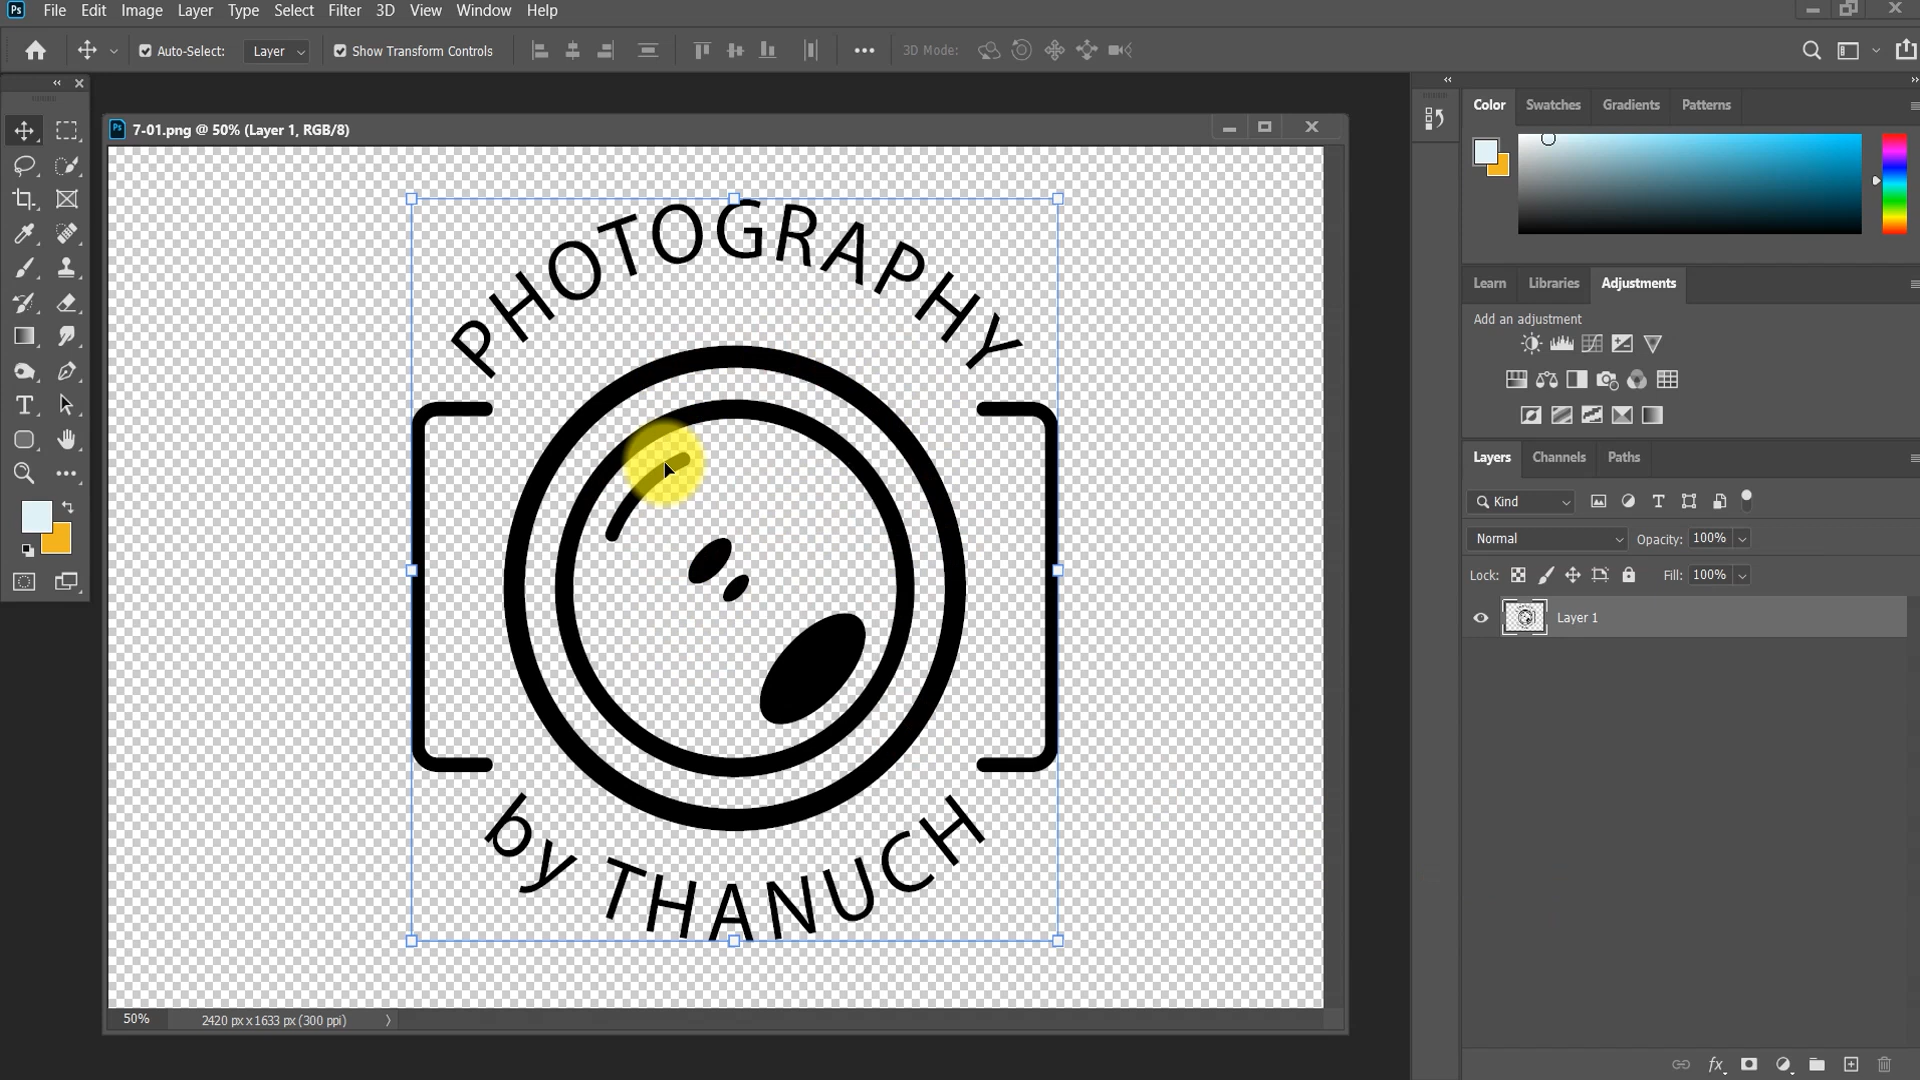 Ps File Edit Image Layer Type Select Filter 3D View Window Help
Auto-Select: Layer Show Transform Controls 3D Mode:
Ps 7-01.png @ 50% (Layer 1, RGB/8)
PHOTOGRAPHY
by THANUCH
50% 2420 px x 1633 px (300 ppi)
Color Swatches Gradients Patterns
Learn Libraries Adjustments
Add an adjustment
Layers Channels Paths
Kind
Normal Opacity: 100%
Lock: Fill: 100%
Layer 1
fx